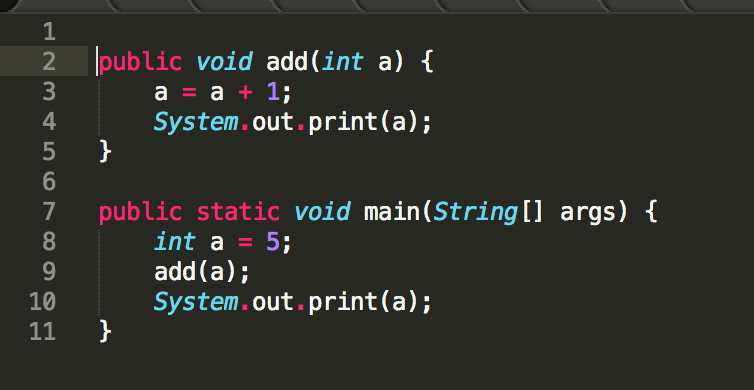 1
2 public void add(int a) {
3     a = a + 1;
4     System.out.print(a);
5 }
6
7 public static void main(String[] args) {
8     int a = 5;
9     add(a);
10     System.out.print(a);
11 }